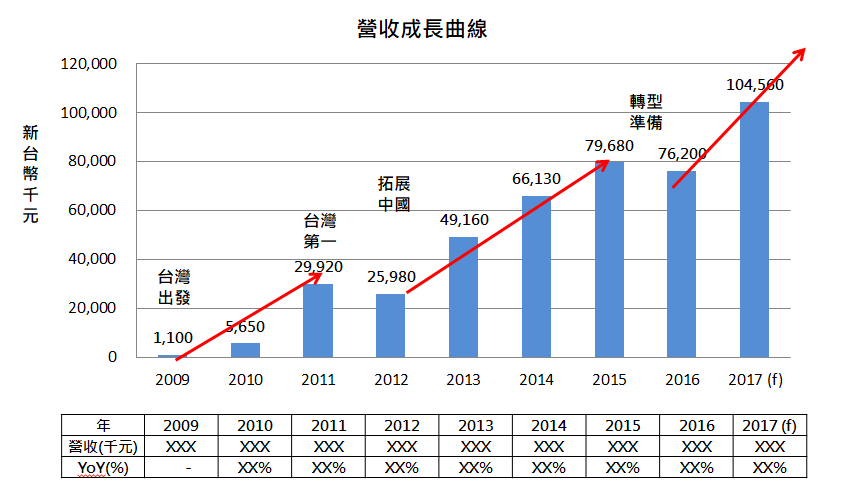 營收成長曲線
新台幣千元
120,000
100,000
80,000
60,000
40,000
20,000
0
台灣
出發
台灣
第一
拓展
中國
轉型
準備
1,100
5,650
29,920
25,980
49,160
66,130
79,680
76,200
104,560
2009 2010 2011 2012 2013 2014 2015 2016 2017 (f)
年 2009 2010 2011 2012 2013 2014 2015 2016 2017 (f)
營收(千元) XXX XXX XXX XXX XXX XXX XXX XXX XXX
YoY(%) - XX% XX% XX% XX% XX% XX% XX% XX%